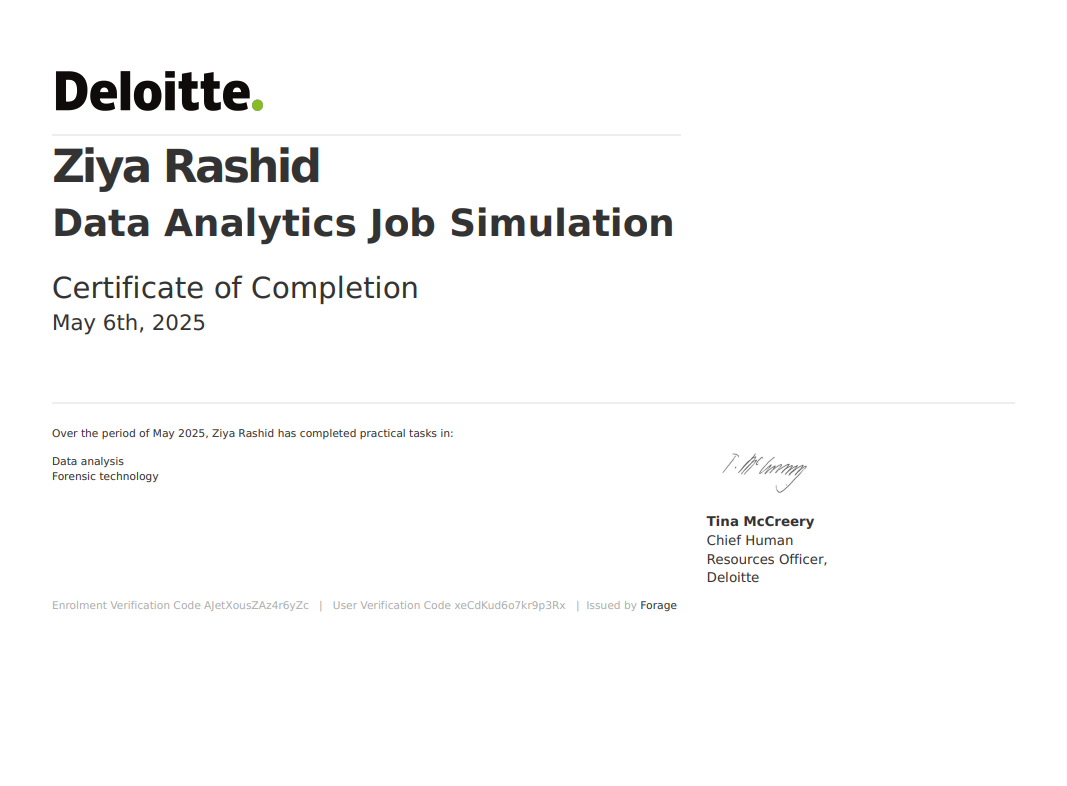 Deloitte.
Ziya Rashid
Data Analytics Job Simulation
Certificate of Completion
May 6th, 2025
Over the period of May 2025, Ziya Rashid has completed practical tasks in:
Data analysis
Forensic technology
T. McCreery
Tina McCreery
Chief Human
Resources Officer,
Deloitte
Enrolment Verification Code AJetXousZAz4r6yZc | User Verification Code xeCdKud6o7kr9p3Rx | Issued by Forage